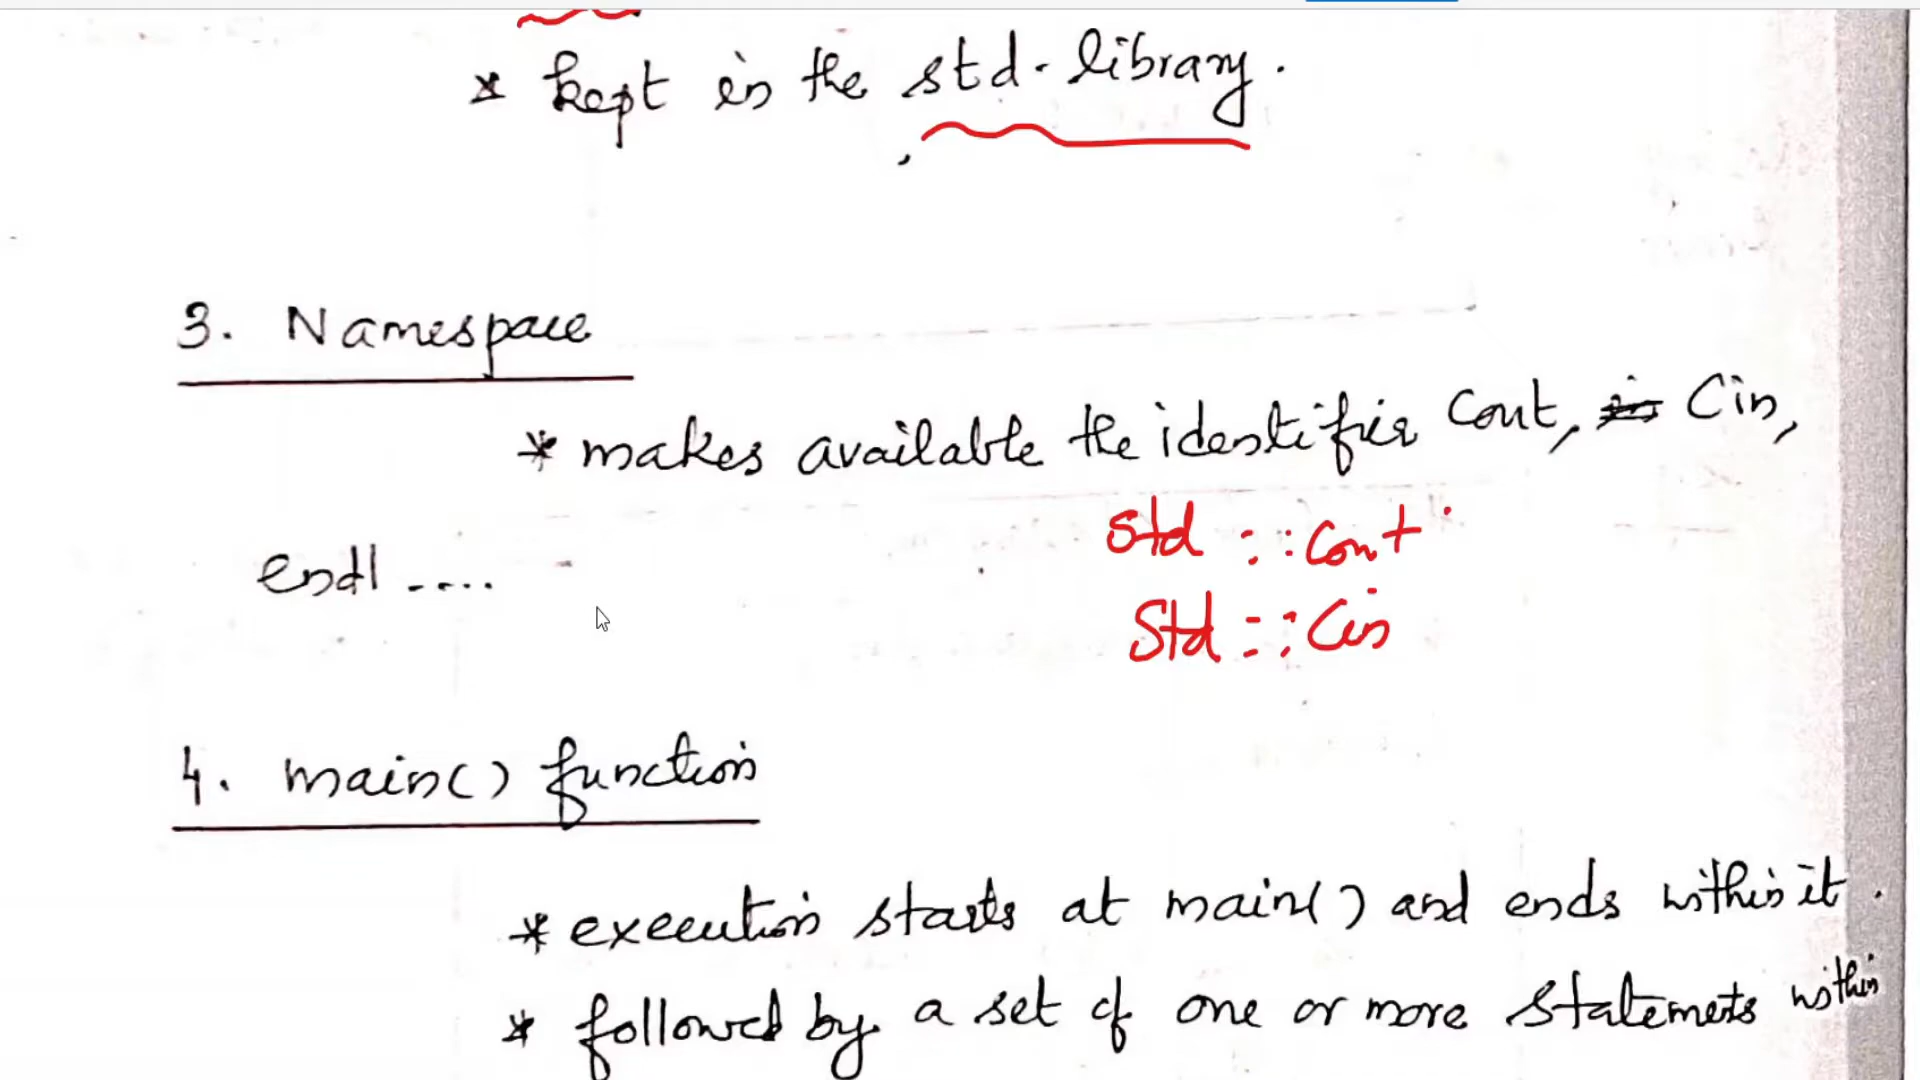 * kept in the std. library.
3. Namespace
* makes available the identifier Cout, Cin,
std :: cout
endl ....
Std :: Cin
4. main() function
* execution starts at main() and ends within it.
* followed by a set of one or more statements within